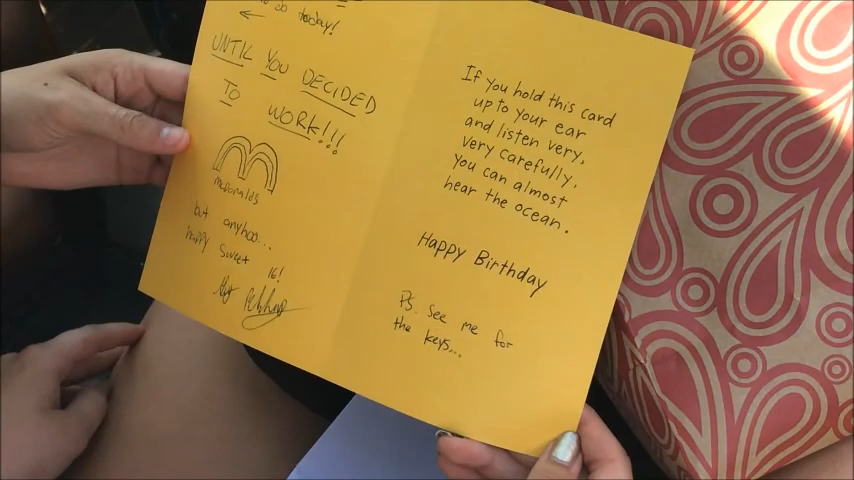 do today!
UNTIL YOU DECIDED
TO WORK!!!
McDonalds
but anyhoo...
Happy Sweet 16!
If you hold this card
up to your ear
and listen very,
very carefully,
you can almost
hear the ocean.
Happy Birthday
PS. See me for
the keys...